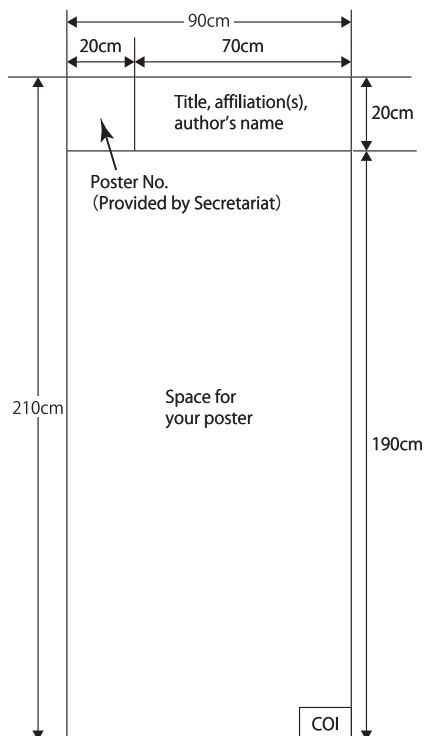 90cm
20cm
70cm
Title, affiliation(s),
author's name
20cm
Poster No.
(Provided by Secretariat)
Space for
your poster
210cm
190cm
COI